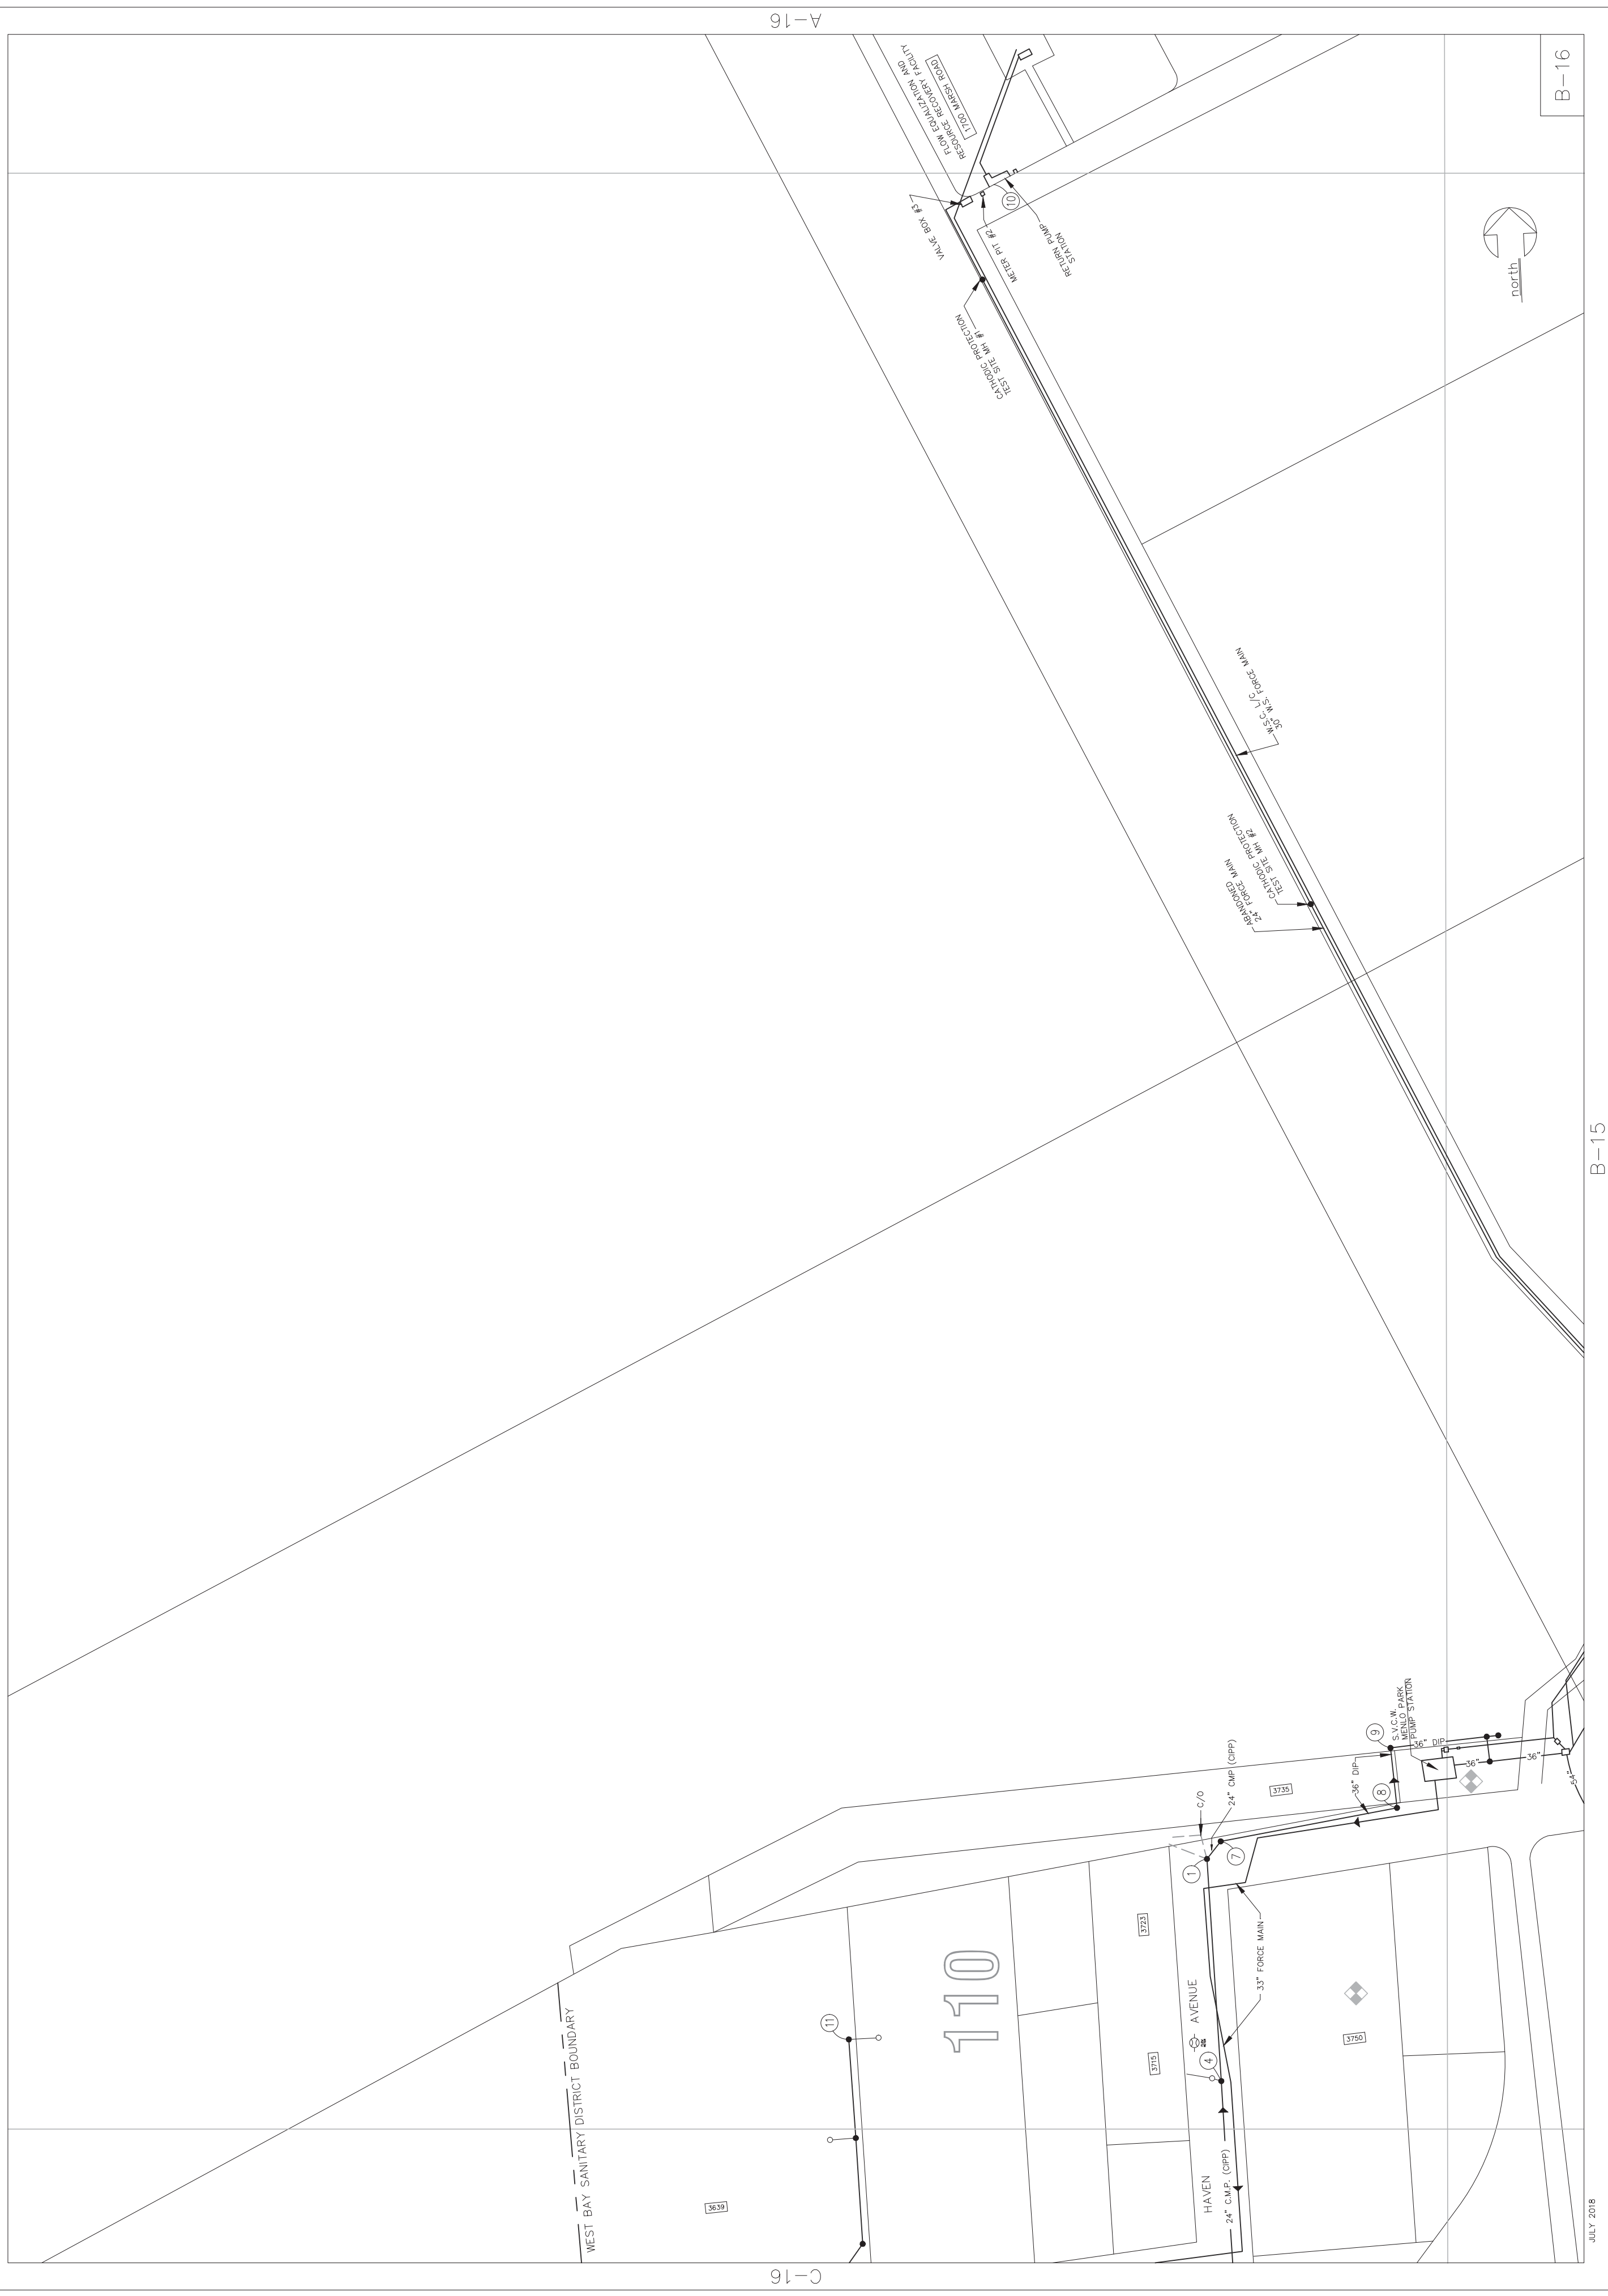 A-16
B-16
FLOW EQUALIZATION AND
RESOURCE RECOVERY FACILITY
1700 MARSH ROAD
VALVE BOX #3
METER PIT #2
10
RETURN PUMP
STATION
north
CATHODIC PROTECTION
TEST SITE MH #1
W.S.C. L/C
30" W.S. FORCE MAIN
CATHODIC PROTECTION
TEST SITE MH #2
ABANDONED MAIN
24" FORCE MAIN
B-15
S.V.C.W.
MENLO PARK
PUMP STATION
9
36" DIP
36"
36"
54"
36" DIP
8
3735
24" CMP (CIPP)
C/O
1
7
33" FORCE MAIN
3723
110
HAVEN AVENUE
3715
4
3750
11
WEST BAY SANITARY DISTRICT BOUNDARY
24" C.M.P. (CIPP)
3639
JULY 2018
C-16